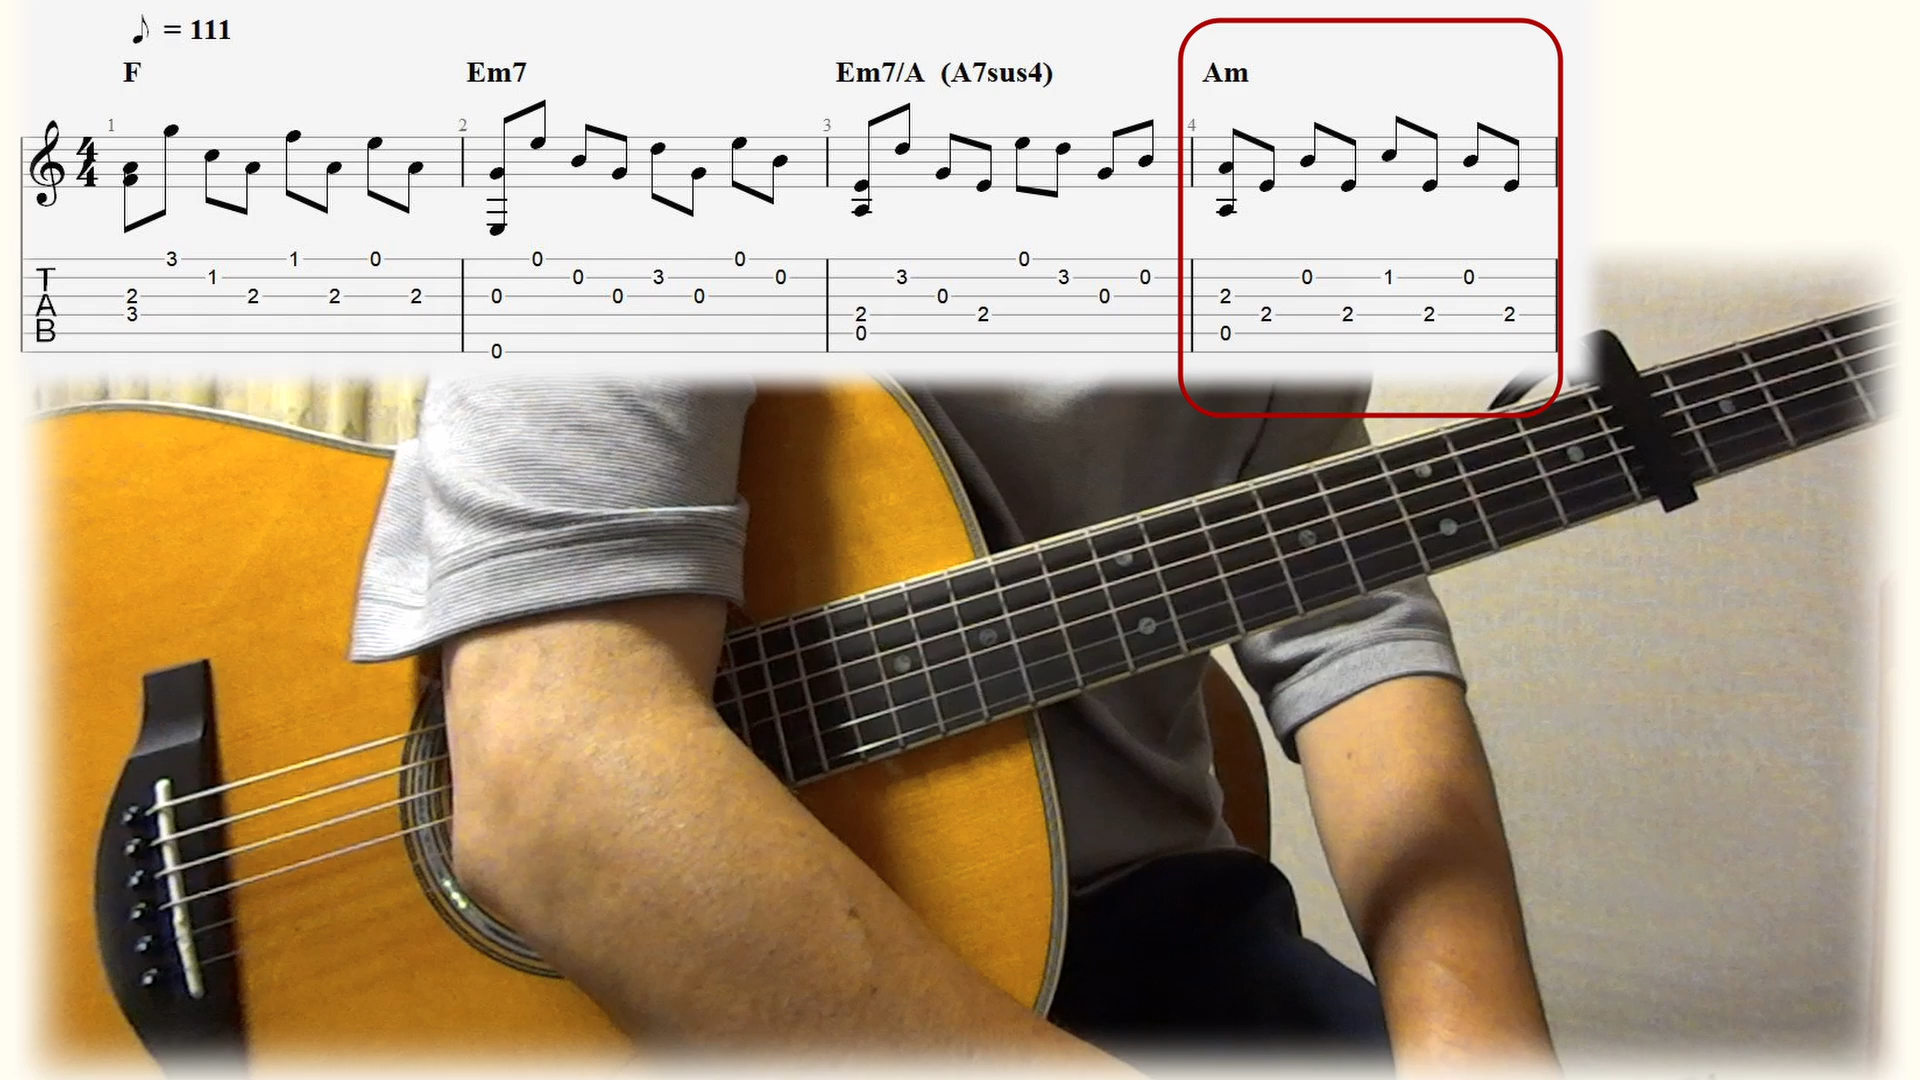 ♪ = 111
F Em7 Em7/A (A7sus4) Am
1 2 3 4
4
4
3 1 0 0 0 0
T 1 0 3 0 3 3 0 0 1 0
2 2 2 2 0 0 0 0 0 2
A 3 2 2 2 2 2 2
B 0 0
0